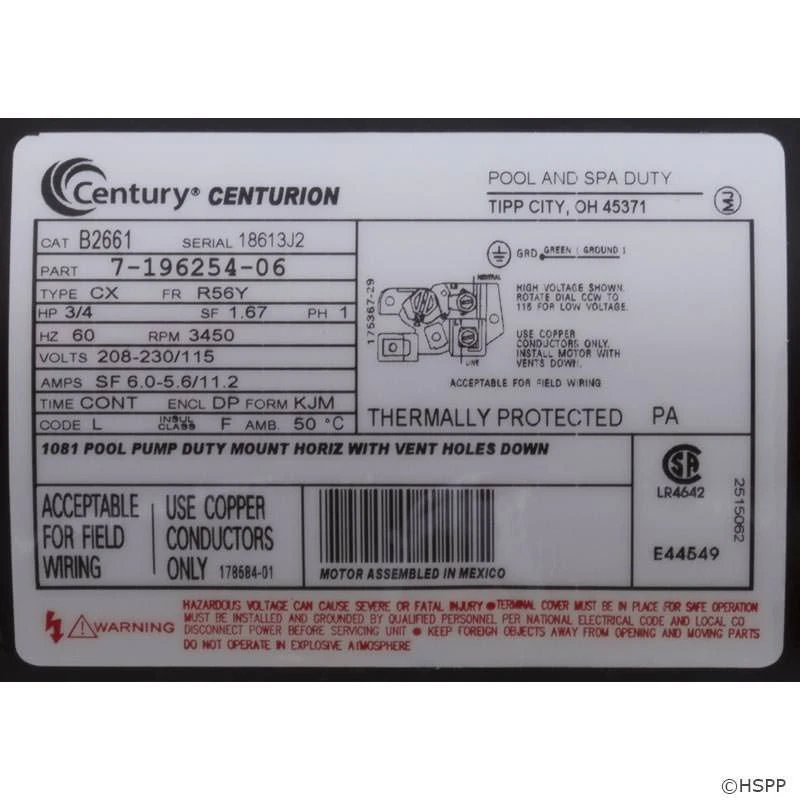 Century® CENTURION
POOL AND SPA DUTY
TIPP CITY, OH 45371
MJ
CAT B2661 SERIAL 18613J2
PART 7-196254-06
TYPE CX FR R56Y
HP 3/4 SF 1.67 PH 1
HZ 60 RPM 3450
VOLTS 208-230/115
AMPS SF 6.0-5.6/11.2
TIME CONT ENCL DP FORM KJM
CODE L INSUL CLASS F AMB. 50 °C
GRD GREEN ( GROUND )
175367-29
NEUTRAL
LINE
HIGH VOLTAGE SHOWN.
ROTATE DIAL CCW TO
115 FOR LOW VOLTAGE.
USE COPPER
CONDUCTORS ONLY.
INSTALL MOTOR WITH
VENTS DOWN.
ACCEPTABLE FOR FIELD WIRING
THERMALLY PROTECTED PA
1081 POOL PUMP DUTY MOUNT HORIZ WITH VENT HOLES DOWN
ACCEPTABLE
FOR FIELD
WIRING
USE COPPER
CONDUCTORS
ONLY 178584-01
MOTOR ASSEMBLED IN MEXICO
LR4642
E44549
2515062
WARNING
HAZARDOUS VOLTAGE CAN CAUSE SEVERE OR FATAL INJURY ● TERMINAL COVER MUST BE IN PLACE FOR SAFE OPERATION
MUST BE INSTALLED AND GROUNDED BY QUALIFIED PERSONNEL PER NATIONAL ELECTRICAL CODE AND LOCAL CO
DISCONNECT POWER BEFORE SERVICING UNIT ● KEEP FOREIGN OBJECTS AWAY FROM OPENING AND MOVING PARTS
DO NOT OPERATE IN EXPLOSIVE ATMOSPHERE
©HSPP